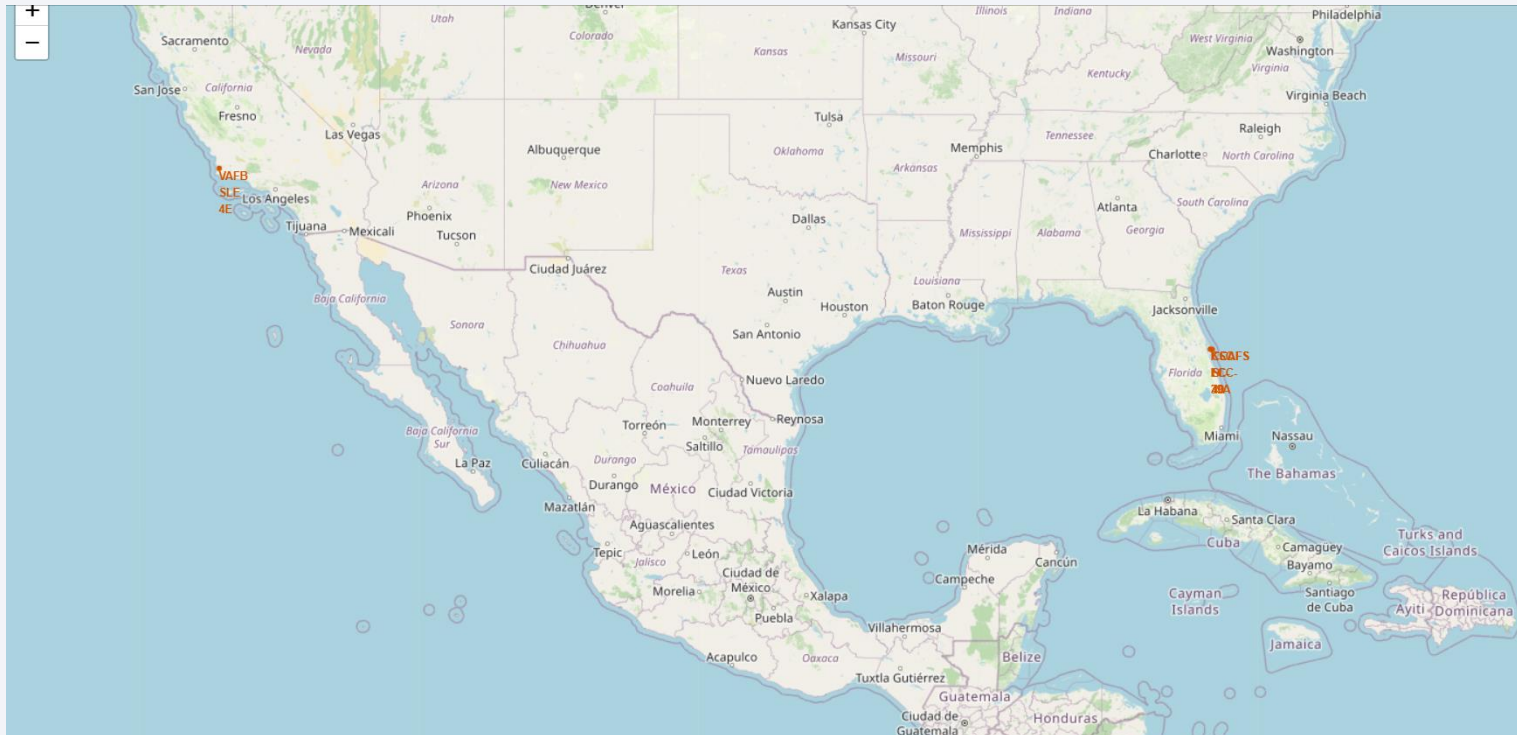 +
−
Denver
Utah
Illinois
Indiana
Philadelphia
Kansas City
Sacramento
Nevada
Colorado
Kansas
Missouri
West Virginia
Washington
Virginia
Kentucky
San Jose
California
Virginia Beach
Fresno
Las Vegas
Tulsa
Tennessee
Raleigh
Albuquerque
Oklahoma
Memphis
Charlotte
North Carolina
Arkansas
VAFB
SLE
4E
Los Angeles
Arizona
New Mexico
Phoenix
Dallas
Atlanta
South Carolina
Tijuana
Mexicali
Tucson
Mississippi
Alabama
Georgia
Ciudad Juárez
Texas
Louisiana
Austin
Baja California
Houston
Baton Rouge
Jacksonville
Sonora
San Antonio
Chihuahua
Florida
Coahuila
Nuevo Laredo
Torreón
Monterrey
Reynosa
Baja California
Sur
Saltillo
Tamaulipas
Miami
Nassau
La Paz
Culiacán
Durango
The Bahamas
Durango
México
Ciudad Victoria
Mazatlán
La Habana
Santa Clara
Aguascalientes
Cuba
Turks and
Caicos Islands
Tepic
León
Mérida
Cancún
Camagüey
Jalisco
Ciudad de
México
Campeche
Bayamo
Morelia
Xalapa
Cayman
Islands
Santiago
de Cuba
Ayiti
República
Dominicana
Puebla
Villahermosa
Acapulco
Oaxaca
Belize
Jamaica
Tuxtla Gutiérrez
Guatemala
Ciudad de
Guatemala
Honduras